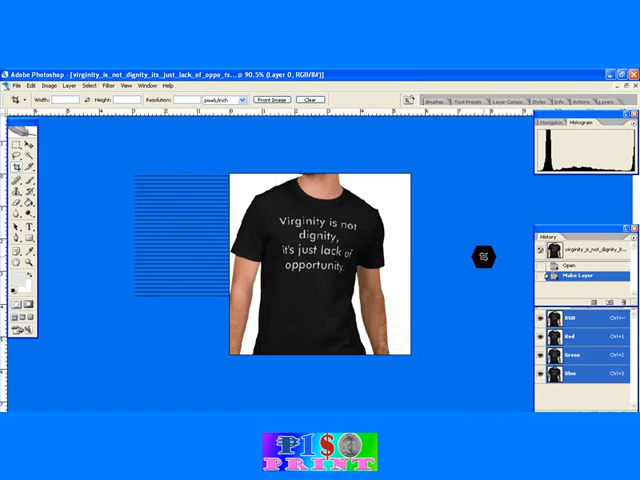 Adobe Photoshop - [virginity_is_not_dignity_its_just_lack_of_oppo_ts...@ 90.5% (Layer 0, RGB/8#)]
File Edit Image Layer Select Filter View Window Help
Width: Height: Resolution: pixels/inch Front Image Clear
Brushes Tool Presets Layer Comps Styles Info Actions Layers
Navigator Histogram
Virginity is not
dignity,
it's just lack of
opportunity.
History
virginity_is_not_dignity_it...
Open
Make Layer
RGB Ctrl+~
Red Ctrl+1
Green Ctrl+2
Blue Ctrl+3
₱1SO
PRINT